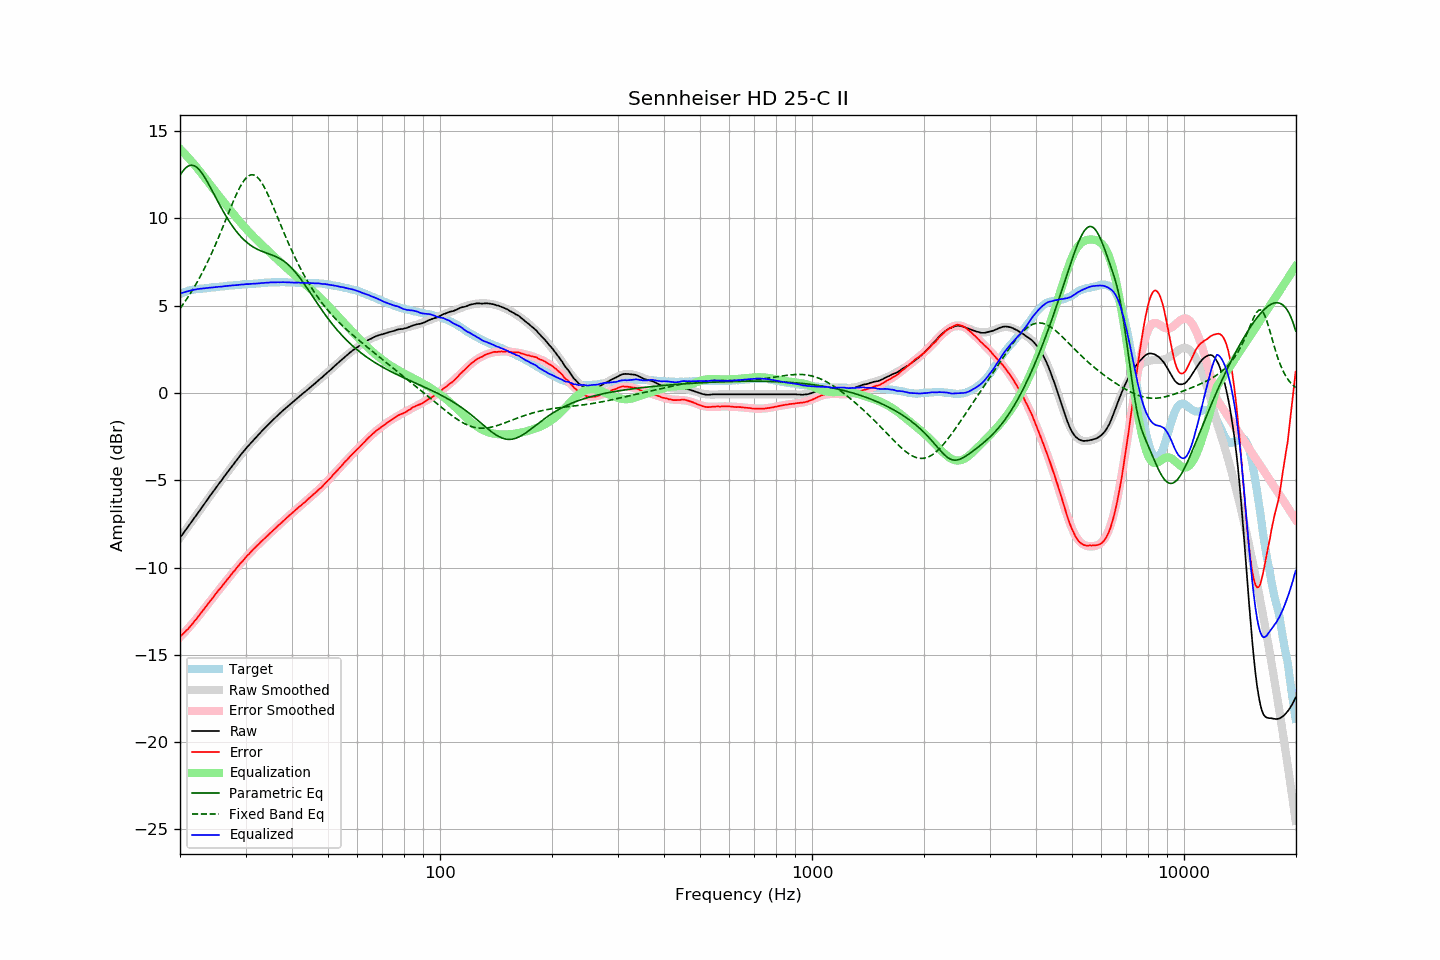 Sennheiser HD 25-C II
15
10
5
0
−5
−10
−15
−20
−25
Amplitude (dBr)
Target
Raw Smoothed
Error Smoothed
Raw
Error
Equalization
Parametric Eq
Fixed Band Eq
Equalized
100
1000
10000
Frequency (Hz)